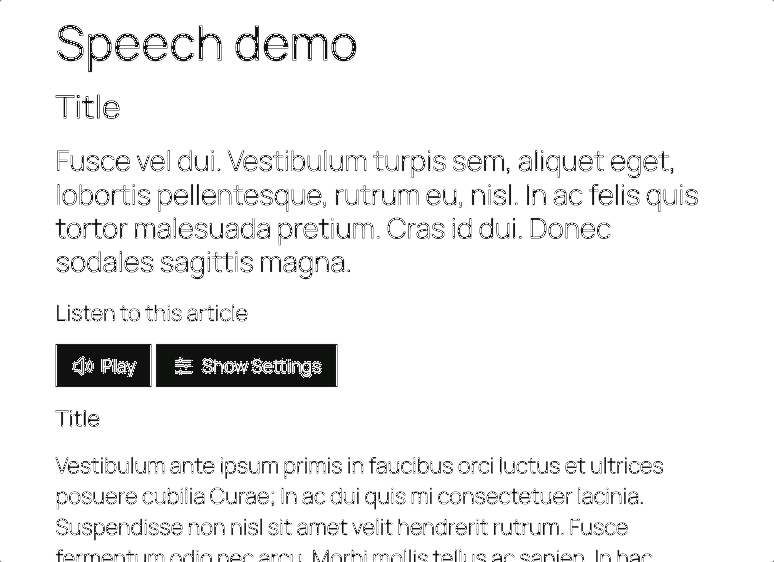 Speech demo
Title
Fusce vel dui. Vestibulum turpis sem, aliquet eget,
lobortis pellentesque, rutrum eu, nisl. In ac felis quis
tortor malesuada pretium. Cras id dui. Donec
sodales sagittis magna.
Listen to this article
Play Show Settings
Title
Vestibulum ante ipsum primis in faucibus orci luctus et ultrices
posuere cubilia Curae; In ac dui quis mi consectetuer lacinia.
Suspendisse non nisl sit amet velit hendrerit rutrum. Fusce
fermentum odio nec arcu. Morbi mollis tellus ac sapien. In hac